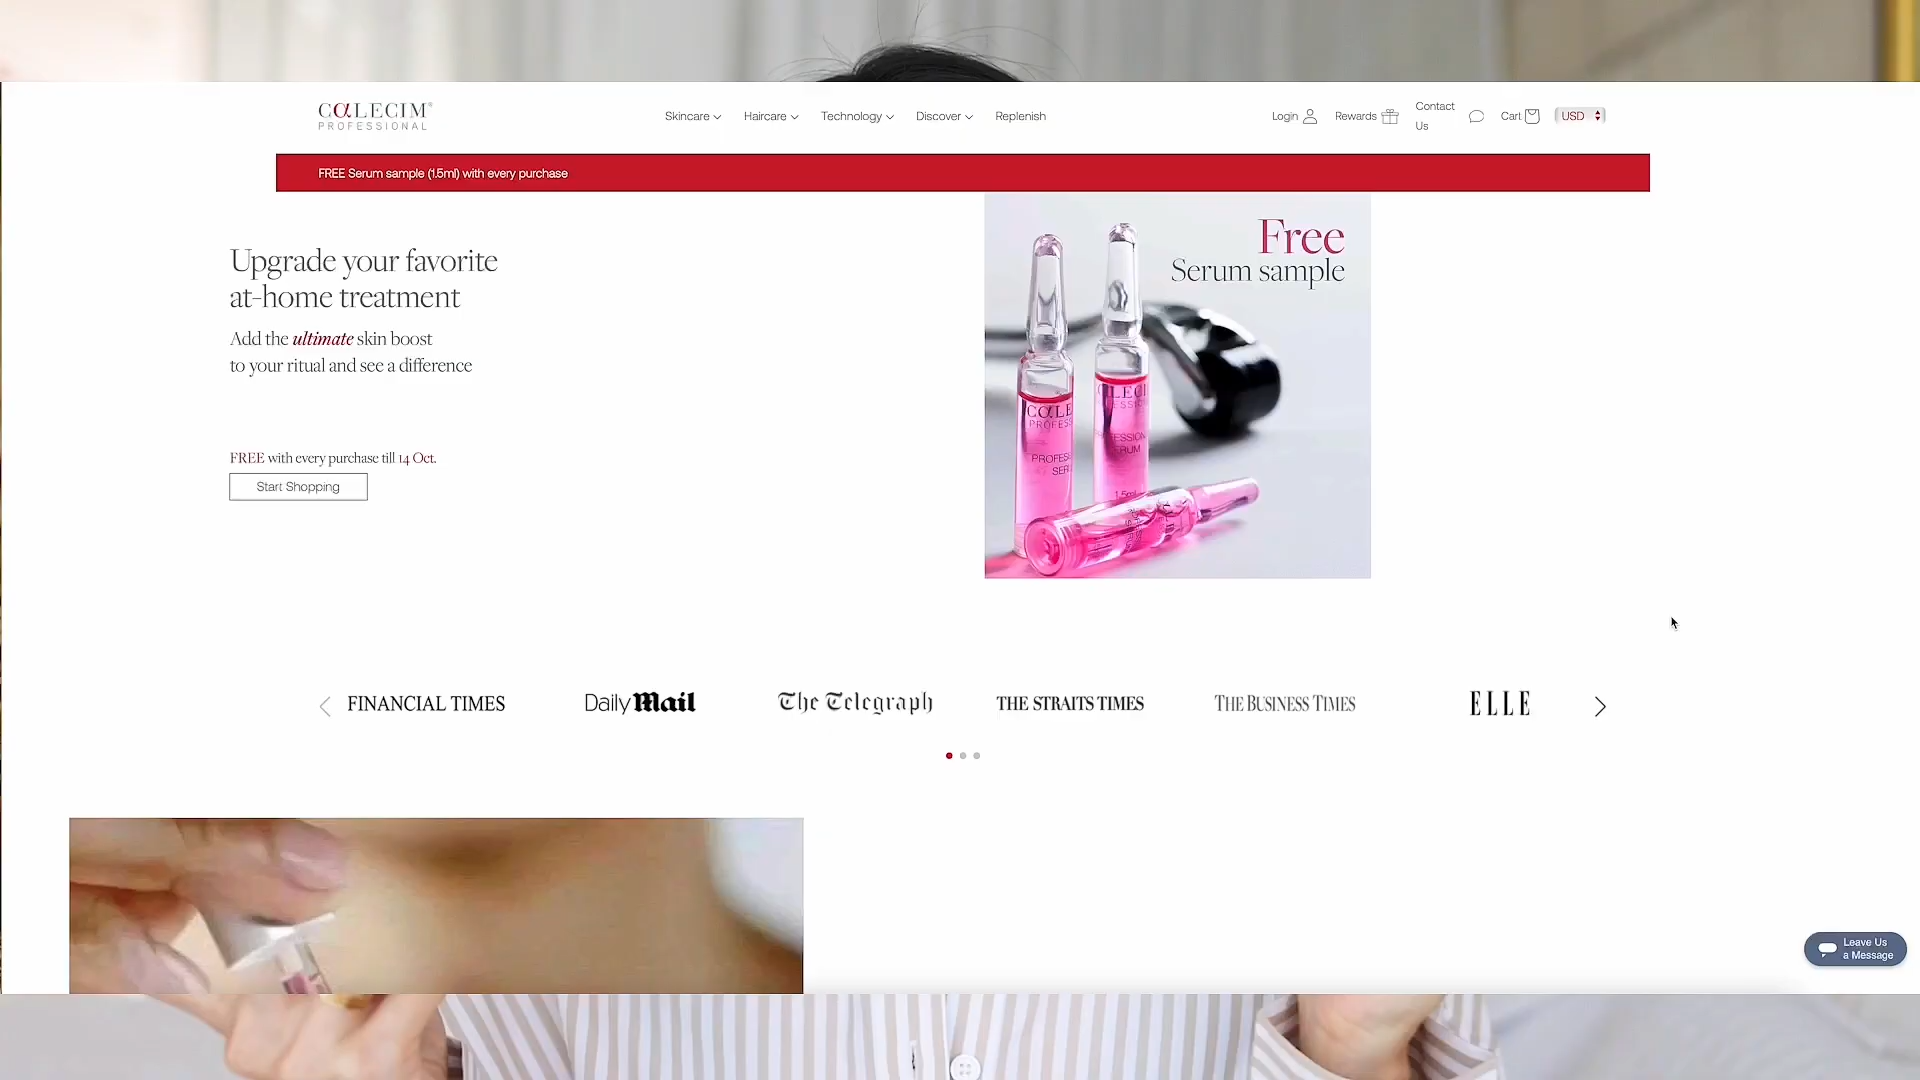 CαLECIM®
PROFESSIONAL
Skincare
Haircare
Technology
Discover
Replenish
Login
Rewards
Contact
Us
Cart
USD
FREE Serum sample (1.5ml) with every purchase
Upgrade your favorite
at-home treatment
Add the ultimate skin boost
to your ritual and see a difference
FREE with every purchase till 14 Oct.
Start Shopping
Free
Serum sample
FINANCIAL TIMES
Daily Mail
The Telegraph
THE STRAITS TIMES
THE BUSINESS TIMES
ELLE
Leave Us
a Message